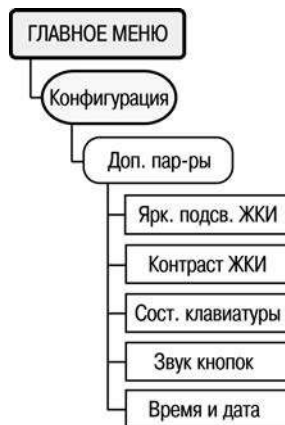 ГЛАВНОЕ МЕНЮ
Конфигурация
Доп. пар-ры
Ярк. подсв. ЖКИ
Контраст ЖКИ
Сост. клавиатуры
Звук кнопок
Время и дата